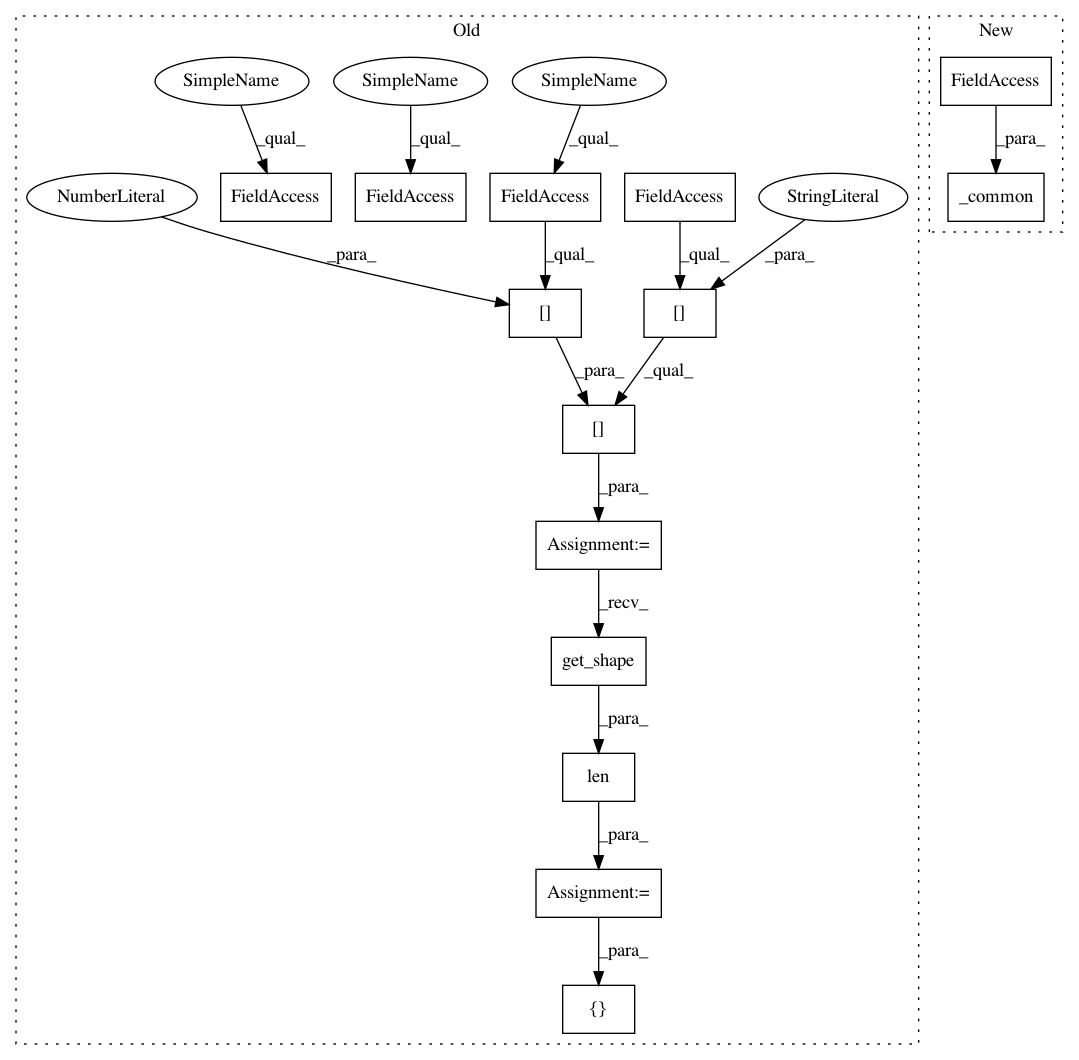 Old
New
SimpleName
SimpleName
SimpleName
FieldAccess
_qual_
_qual_
_qual_
_para_
NumberLiteral
FieldAccess
FieldAccess
FieldAccess
FieldAccess
StringLiteral
_common
_para_
_qual_
_qual_
_para_
[]
[]
_para_
_qual_
[]
_para_
Assignment:=
_recv_
get_shape
_para_
len
_para_
Assignment:=
_para_
{}